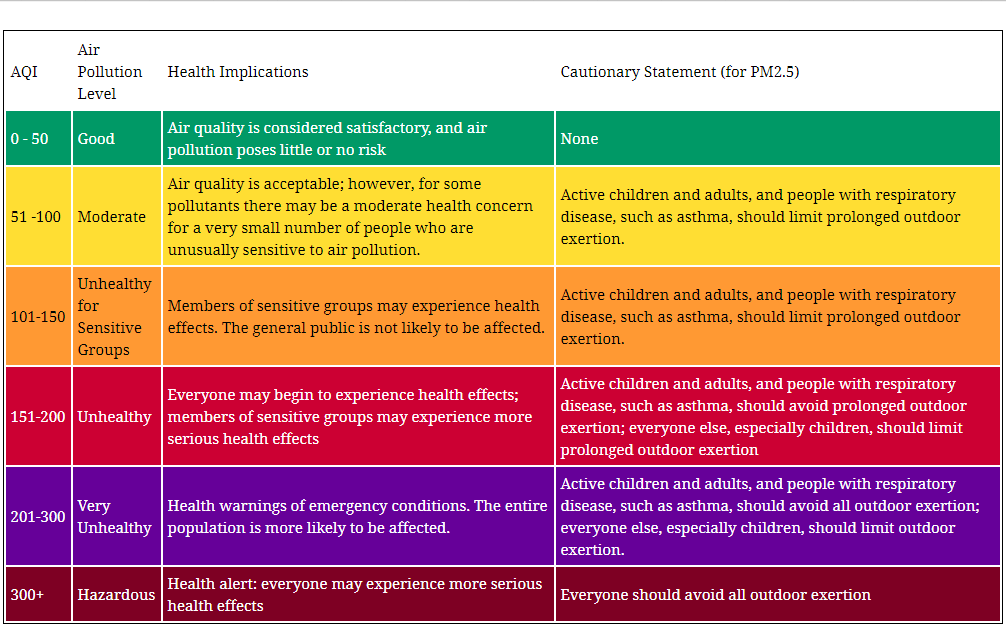 AQI
Air
Pollution
Level
Health Implications
Cautionary Statement (for PM2.5)
0 - 50
Good
Air quality is considered satisfactory, and air
pollution poses little or no risk
None
51 -100
Moderate
Air quality is acceptable; however, for some
pollutants there may be a moderate health concern
for a very small number of people who are
unusually sensitive to air pollution.
Active children and adults, and people with respiratory
disease, such as asthma, should limit prolonged outdoor
exertion.
101-150
Unhealthy
for
Sensitive
Groups
Members of sensitive groups may experience health
effects. The general public is not likely to be affected.
Active children and adults, and people with respiratory
disease, such as asthma, should limit prolonged outdoor
exertion.
151-200
Unhealthy
Everyone may begin to experience health effects;
members of sensitive groups may experience more
serious health effects
Active children and adults, and people with respiratory
disease, such as asthma, should avoid prolonged outdoor
exertion; everyone else, especially children, should limit
prolonged outdoor exertion
201-300
Very
Unhealthy
Health warnings of emergency conditions. The entire
population is more likely to be affected.
Active children and adults, and people with respiratory
disease, such as asthma, should avoid all outdoor exertion;
everyone else, especially children, should limit outdoor
exertion.
300+
Hazardous
Health alert: everyone may experience more serious
health effects
Everyone should avoid all outdoor exertion